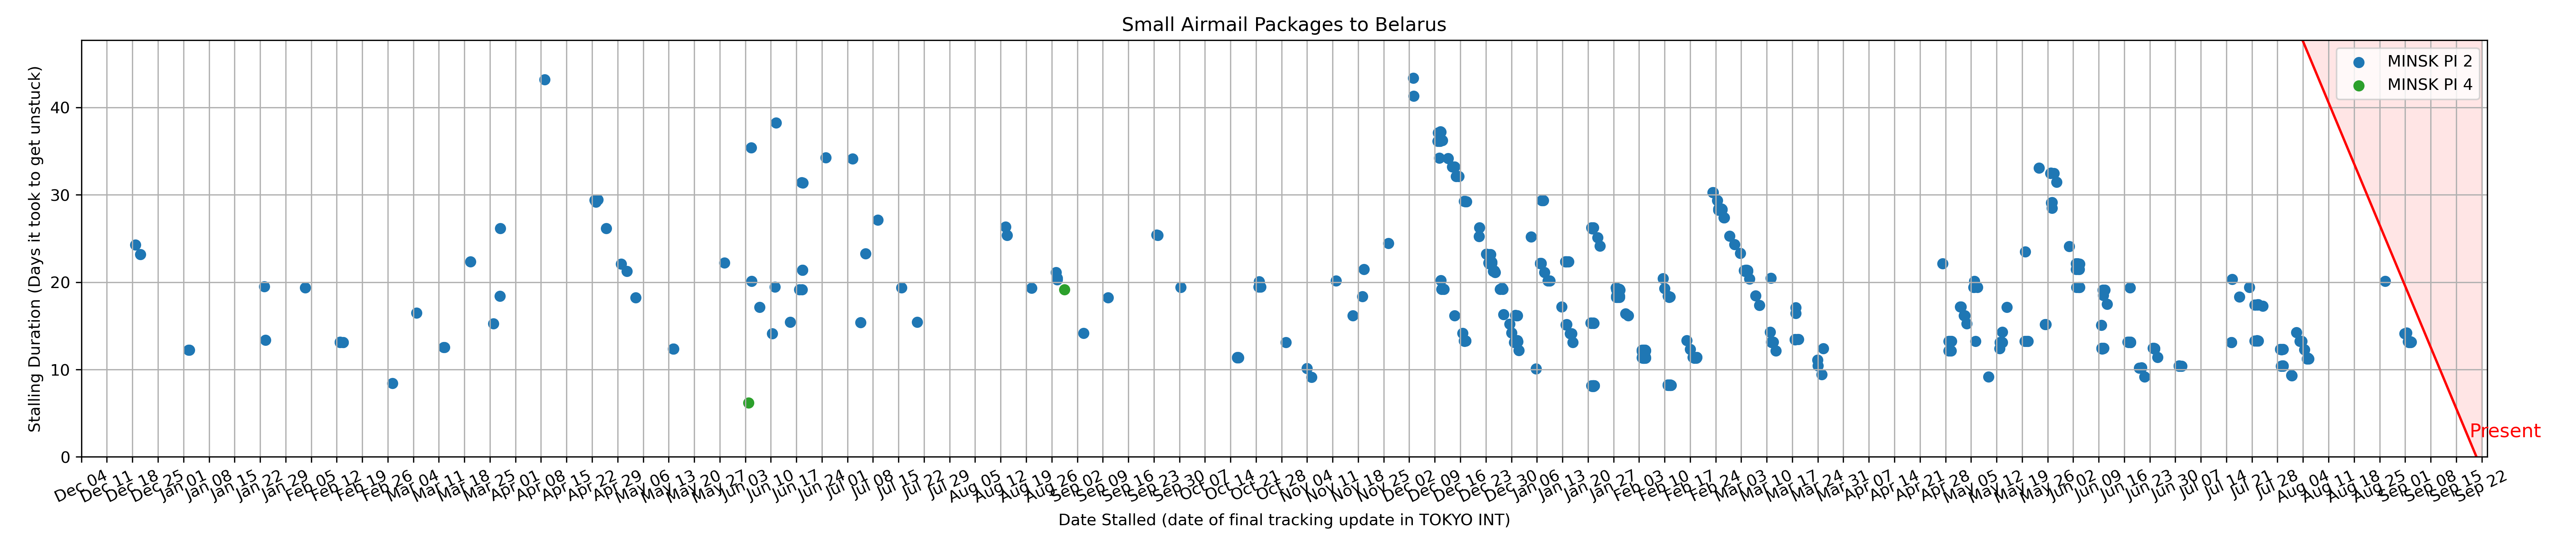 Small Airmail Packages to Belarus
MINSK PI 2
MINSK PI 4
Stalling Duration (Days it took to get unstuck)
40
30
20
10
0
Present
Dec 04
Dec 11
Dec 18
Dec 25
Jan 01
Jan 08
Jan 15
Jan 22
Jan 29
Feb 05
Feb 12
Feb 19
Feb 26
Mar 04
Mar 11
Mar 18
Mar 25
Apr 01
Apr 08
Apr 15
Apr 22
Apr 29
May 06
May 13
May 20
May 27
Jun 03
Jun 10
Jun 17
Jun 24
Jul 01
Jul 08
Jul 15
Jul 22
Jul 29
Aug 05
Aug 12
Aug 19
Aug 26
Sep 02
Sep 09
Sep 16
Sep 23
Sep 30
Oct 07
Oct 14
Oct 21
Oct 28
Nov 04
Nov 11
Nov 18
Nov 25
Dec 02
Dec 09
Dec 16
Dec 23
Dec 30
Jan 06
Jan 13
Jan 20
Jan 27
Feb 03
Feb 10
Feb 17
Feb 24
Mar 03
Mar 10
Mar 17
Mar 24
Mar 31
Apr 07
Apr 14
Apr 21
Apr 28
May 05
May 12
May 19
May 26
Jun 02
Jun 09
Jun 16
Jun 23
Jun 30
Jul 07
Jul 14
Jul 21
Jul 28
Aug 04
Aug 11
Aug 18
Aug 25
Sep 01
Sep 08
Sep 15
Sep 22
Date Stalled (date of final tracking update in TOKYO INT)